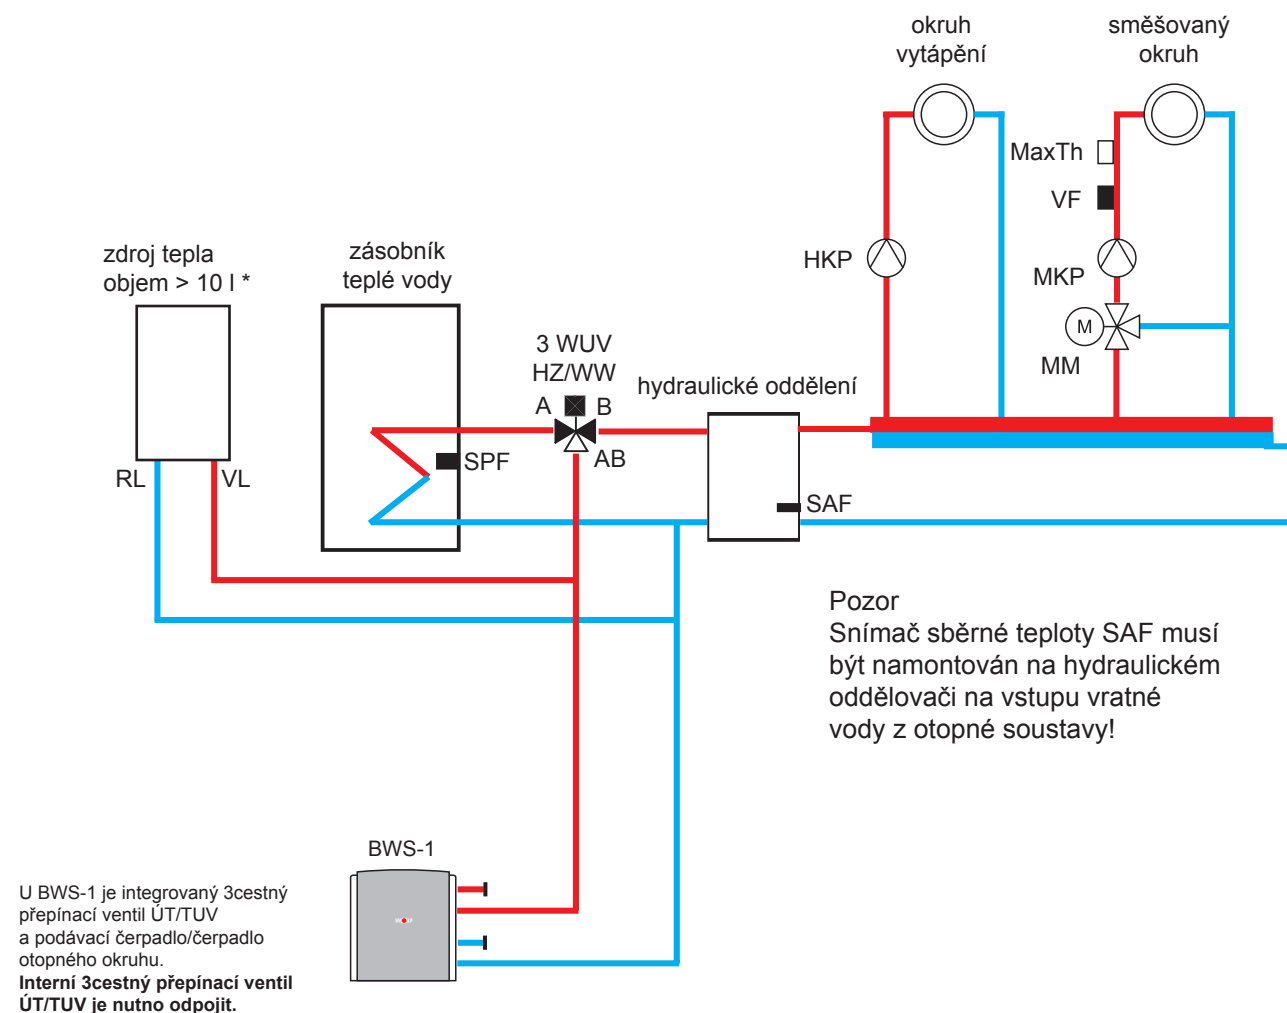 okruh
vytápění
směšovaný
okruh
MaxTh
VF
HKP
MKP
M
MM
zdroj tepla
objem > 10 l *
zásobník
teplé vody
3 WUV
HZ/WW
A
B
AB
hydraulické oddělení
RL
VL
SPF
SAF
Pozor
Snímač sběrné teploty SAF musí
být namontován na hydraulickém
oddělovači na vstupu vratné
vody z otopné soustavy!
BWS-1
U BWS-1 je integrovaný 3cestný
přepínací ventil ÚT/TUV
a podávací čerpadlo/čerpadlo
otopného okruhu.
Interní 3cestný přepínací ventil
ÚT/TUV je nutno odpojit.